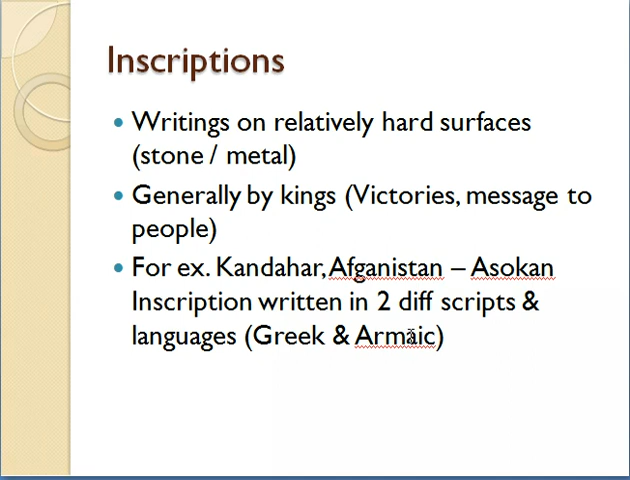 Inscriptions
• Writings on relatively hard surfaces
(stone / metal)
• Generally by kings (Victories, message to
people)
• For ex. Kandahar, Afganistan – Asokan
Inscription written in 2 diff scripts &
languages (Greek & Armaic)